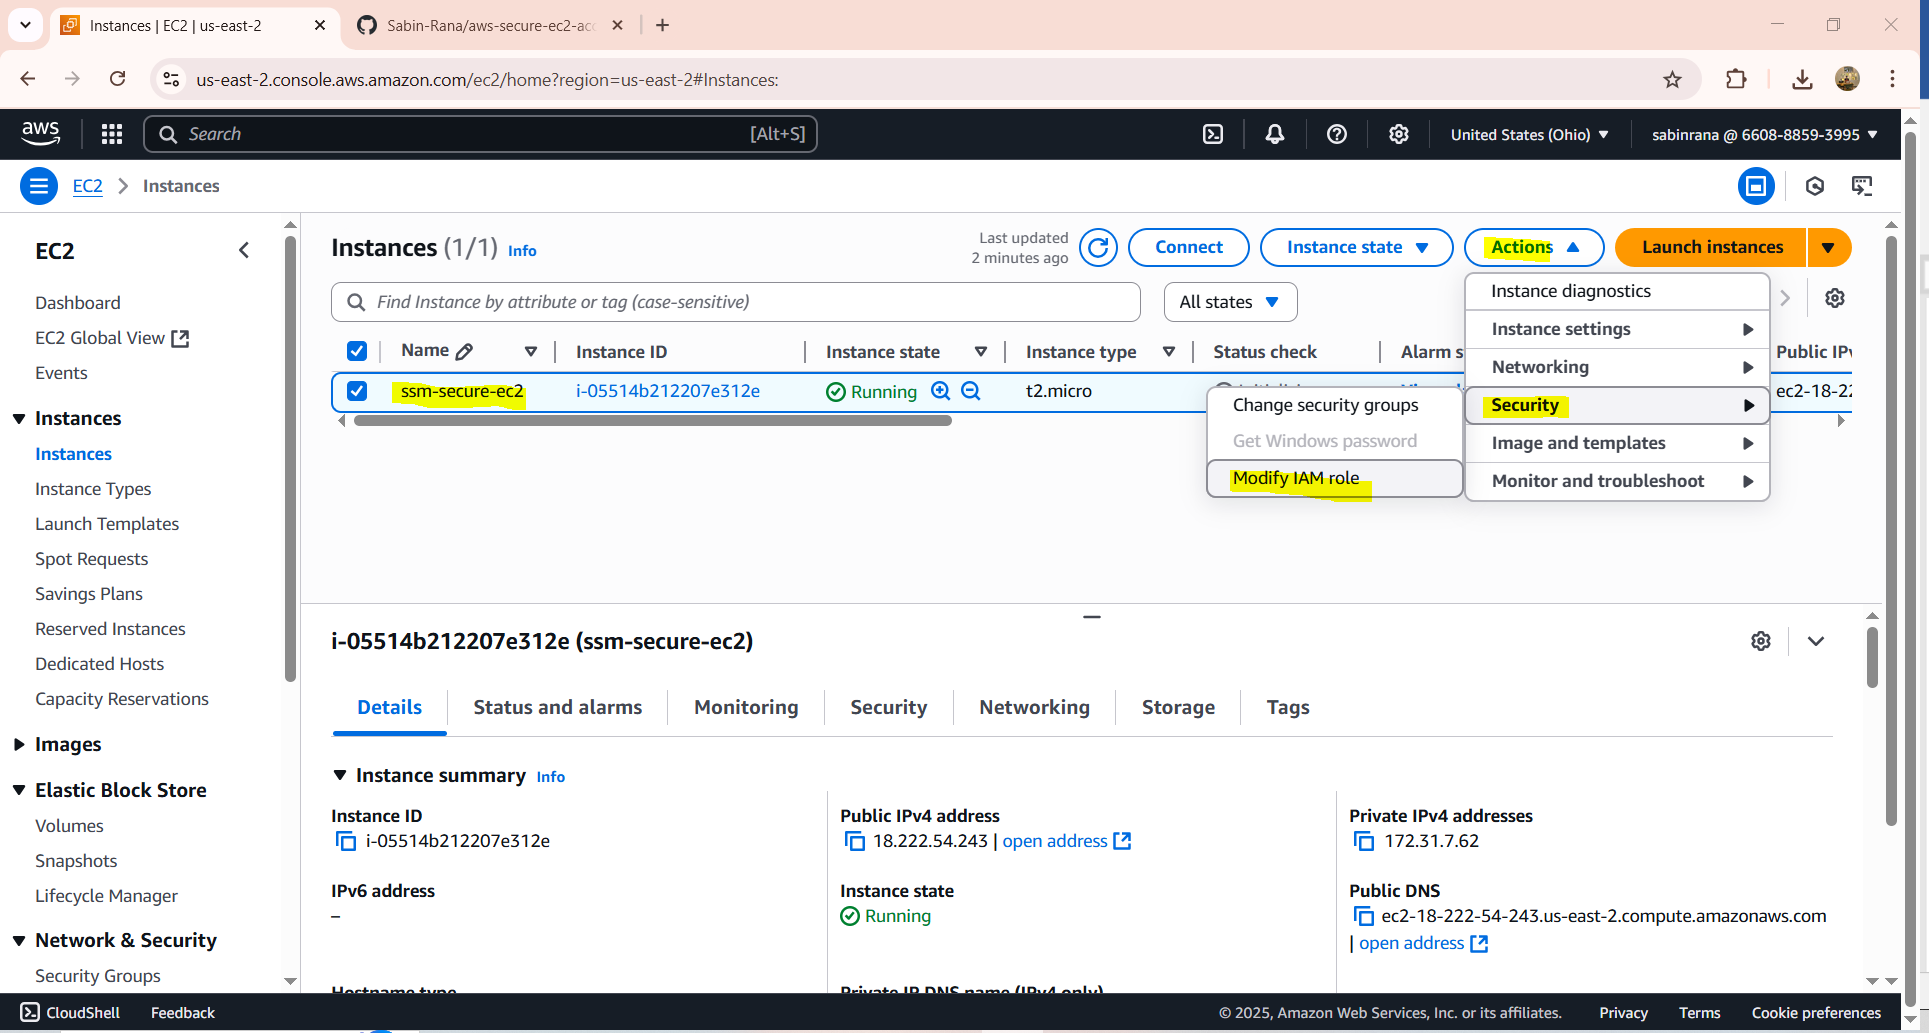 Instances | EC2 | us-east-2
Sabin-Rana/aws-secure-ec2-acc
us-east-2.console.aws.amazon.com/ec2/home?region=us-east-2#Instances:
aws
Search
[Alt+S]
United States (Ohio)
sabinrana @ 6608-8859-3995
EC2
Instances
EC2
Dashboard
EC2 Global View
Events
Instances
Instances
Instance Types
Launch Templates
Spot Requests
Savings Plans
Reserved Instances
Dedicated Hosts
Capacity Reservations
Images
Elastic Block Store
Volumes
Snapshots
Lifecycle Manager
Network & Security
Security Groups
Instances (1/1) Info
Last updated
2 minutes ago
Connect
Instance state
Actions
Launch instances
Find Instance by attribute or tag (case-sensitive)
All states
Name
Instance ID
Instance state
Instance type
Status check
Alarm s
Public IPv
ssm-secure-ec2
i-05514b212207e312e
Running
t2.micro
ec2-18-22
Instance diagnostics
Instance settings
Networking
Security
Image and templates
Monitor and troubleshoot
Change security groups
Get Windows password
Modify IAM role
i-05514b212207e312e (ssm-secure-ec2)
Details
Status and alarms
Monitoring
Security
Networking
Storage
Tags
Instance summary Info
Instance ID
i-05514b212207e312e
Public IPv4 address
18.222.54.243 | open address
Private IPv4 addresses
172.31.7.62
IPv6 address
–
Instance state
Running
Public DNS
ec2-18-222-54-243.us-east-2.compute.amazonaws.com
| open address
Hostname type
Private IP DNS name (IPv4 only)
CloudShell
Feedback
© 2025, Amazon Web Services, Inc. or its affiliates.
Privacy
Terms
Cookie preferences